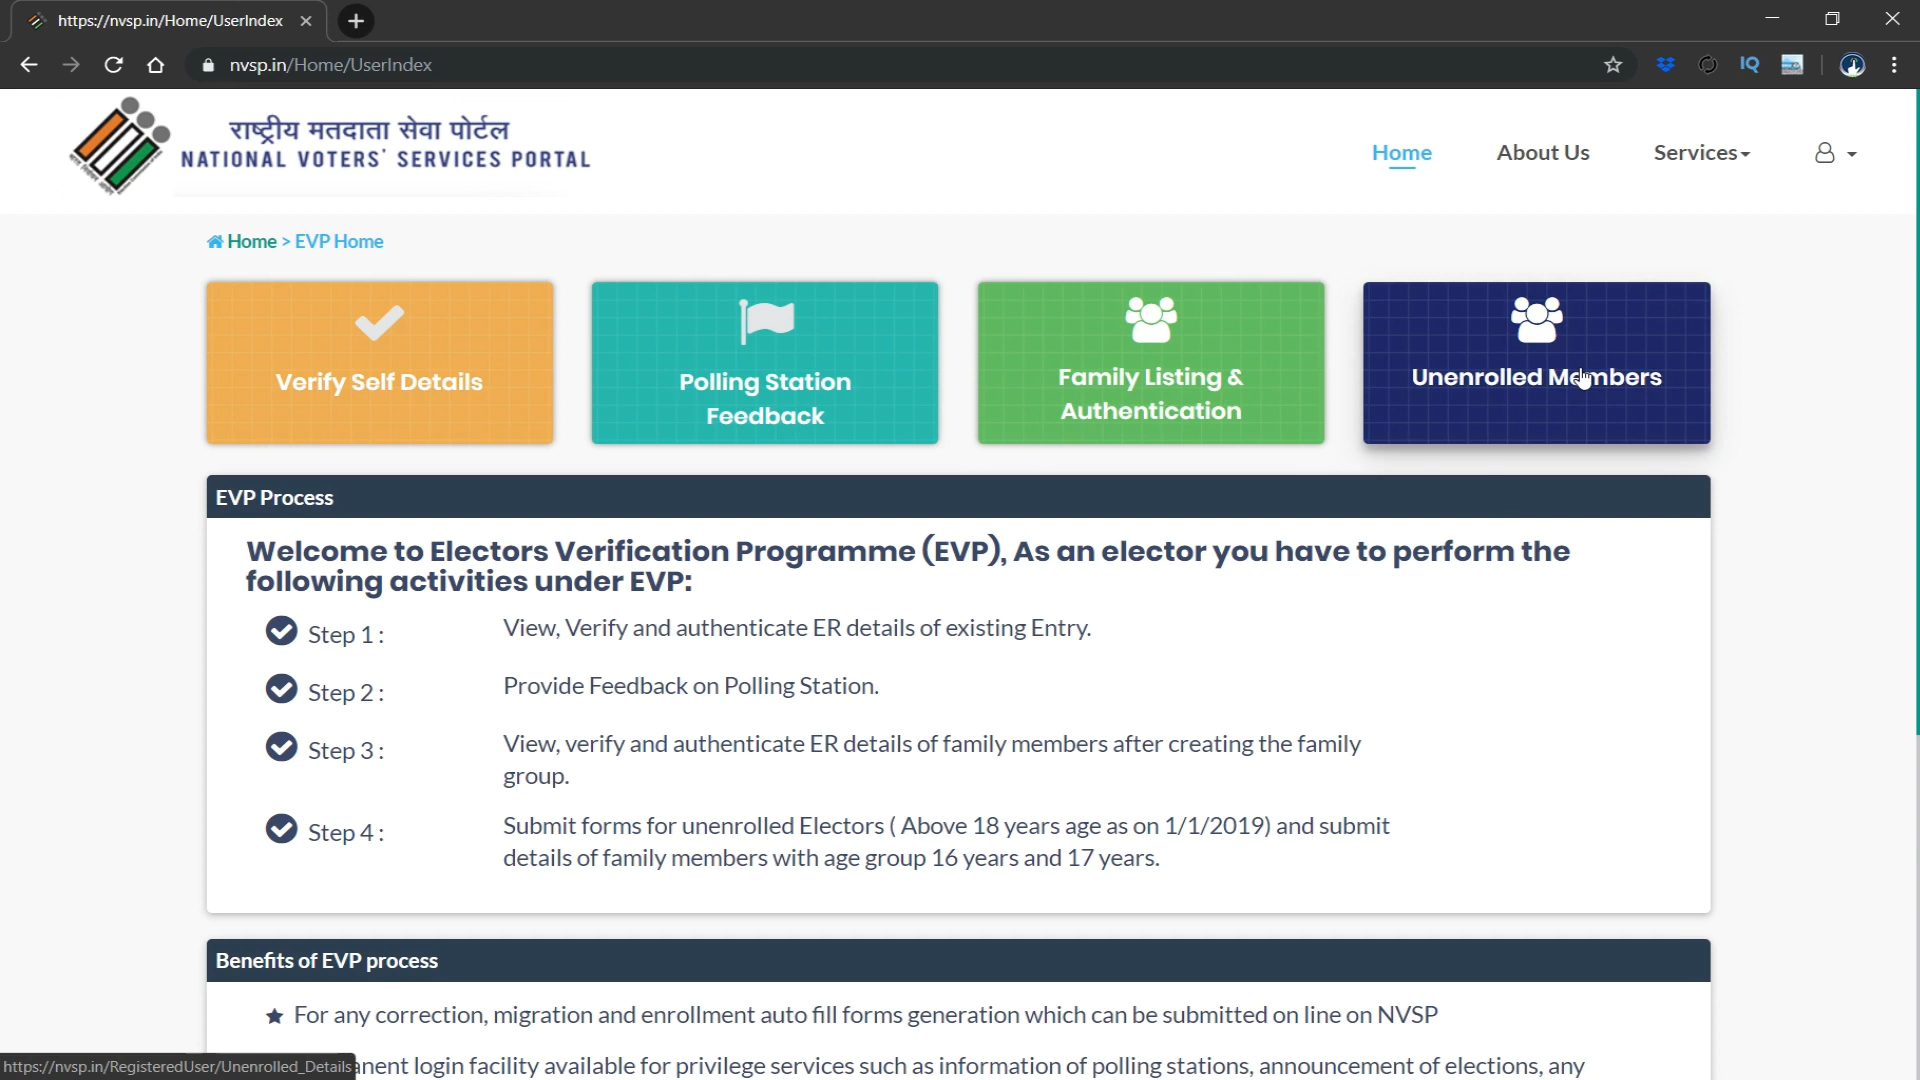 https://nvsp.in/Home/UserIndex
nvsp.in/Home/UserIndex
IQ
राष्ट्रीय मतदाता सेवा पोर्टल
NATIONAL VOTERS' SERVICES PORTAL
Home
About Us
Services
Home > EVP Home
Verify Self Details
Polling Station
Feedback
Family Listing &
Authentication
Unenrolled Members
EVP Process
Welcome to Electors Verification Programme (EVP), As an elector you have to perform the
following activities under EVP:
Step 1 : View, Verify and authenticate ER details of existing Entry.
Step 2 : Provide Feedback on Polling Station.
Step 3 : View, verify and authenticate ER details of family members after creating the family
group.
Step 4 : Submit forms for unenrolled Electors ( Above 18 years age as on 1/1/2019) and submit
details of family members with age group 16 years and 17 years.
Benefits of EVP process
For any correction, migration and enrollment auto fill forms generation which can be submitted on line on NVSP
anent login facility available for privilege services such as information of polling stations, announcement of elections, any
https://nvsp.in/RegisteredUser/Unenrolled_Details